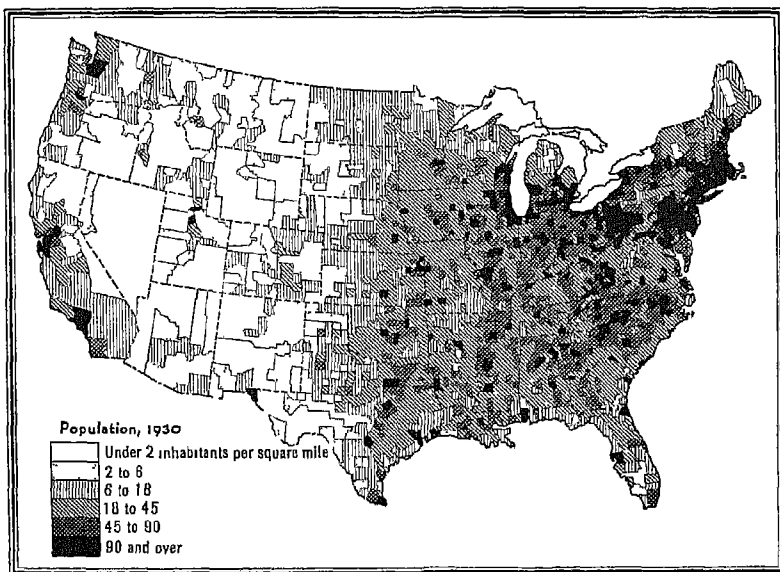 Population, 1930
Under 2 inhabitants per square mile
2 to 6
6 to 18
18 to 45
45 to 90
90 and over